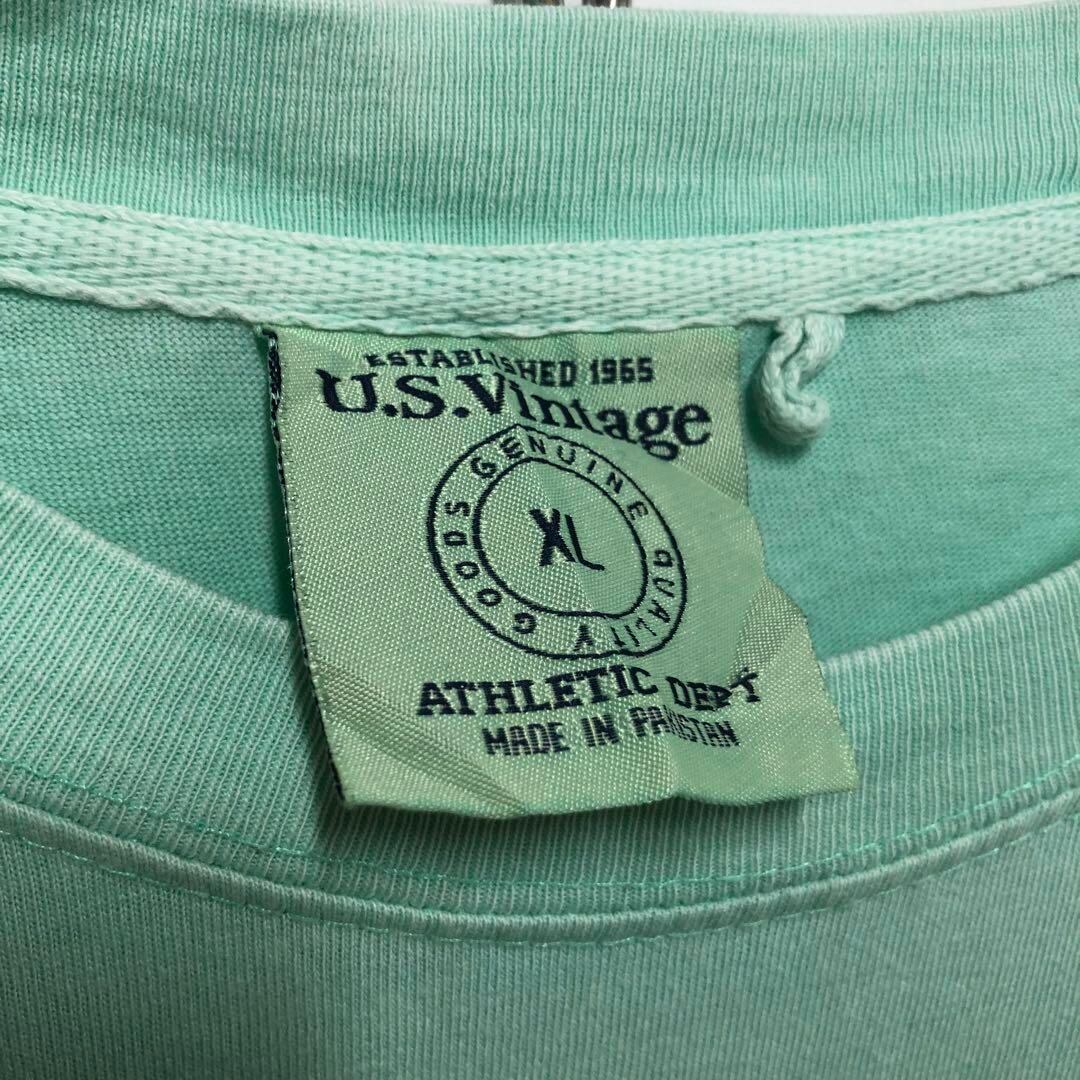 ESTABLISHED 1965
U.S.Vintage
GENUINE QUALITY GOODS
XL
ATHLETIC DEPT
MADE IN PAKISTAN